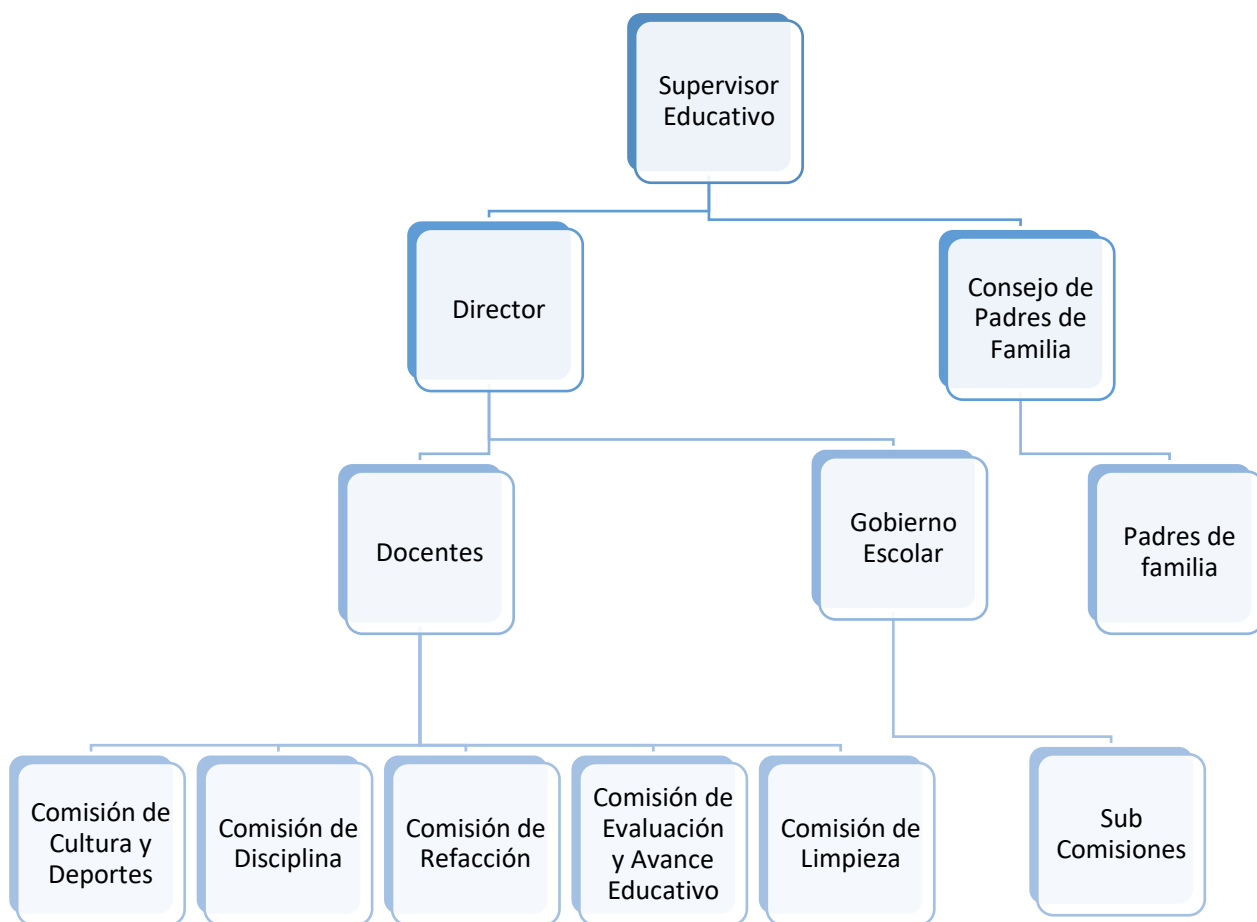 Supervisor
Educativo
Director
Consejo de
Padres de
Familia
Docentes
Gobierno
Escolar
Padres de
familia
Comisión de
Cultura y
Deportes
Comisión de
Disciplina
Comisión de
Refacción
Comisión de
Evaluación
y Avance
Educativo
Comisión de
Limpieza
Sub
Comisiones